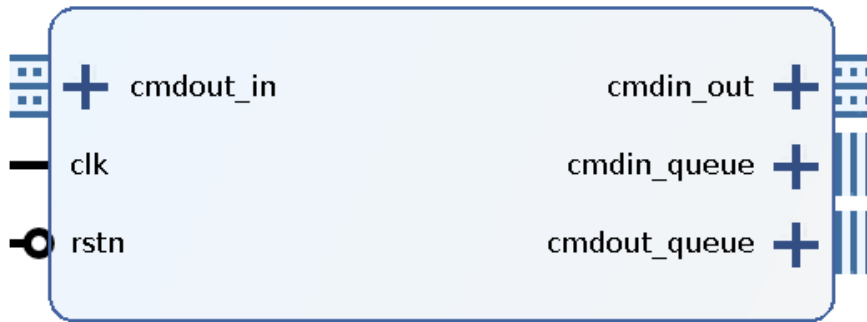 cmdout_in
clk
rstn
cmdin_out
cmdin_queue
cmdout_queue